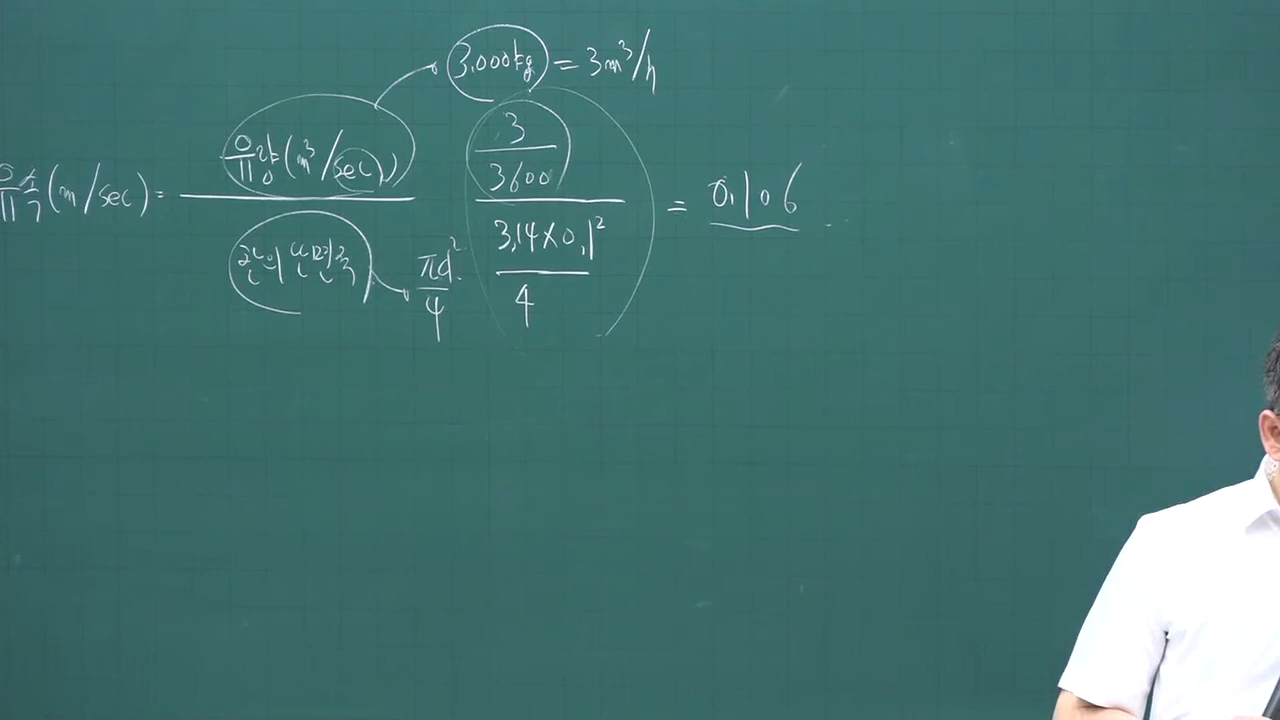 3,000kg = 3m³/h
유속(m/sec) = 유량(m³/sec) / 관의 단면적 πd²/4
3/3600 / 3.14×0.1²/4 = 0.106